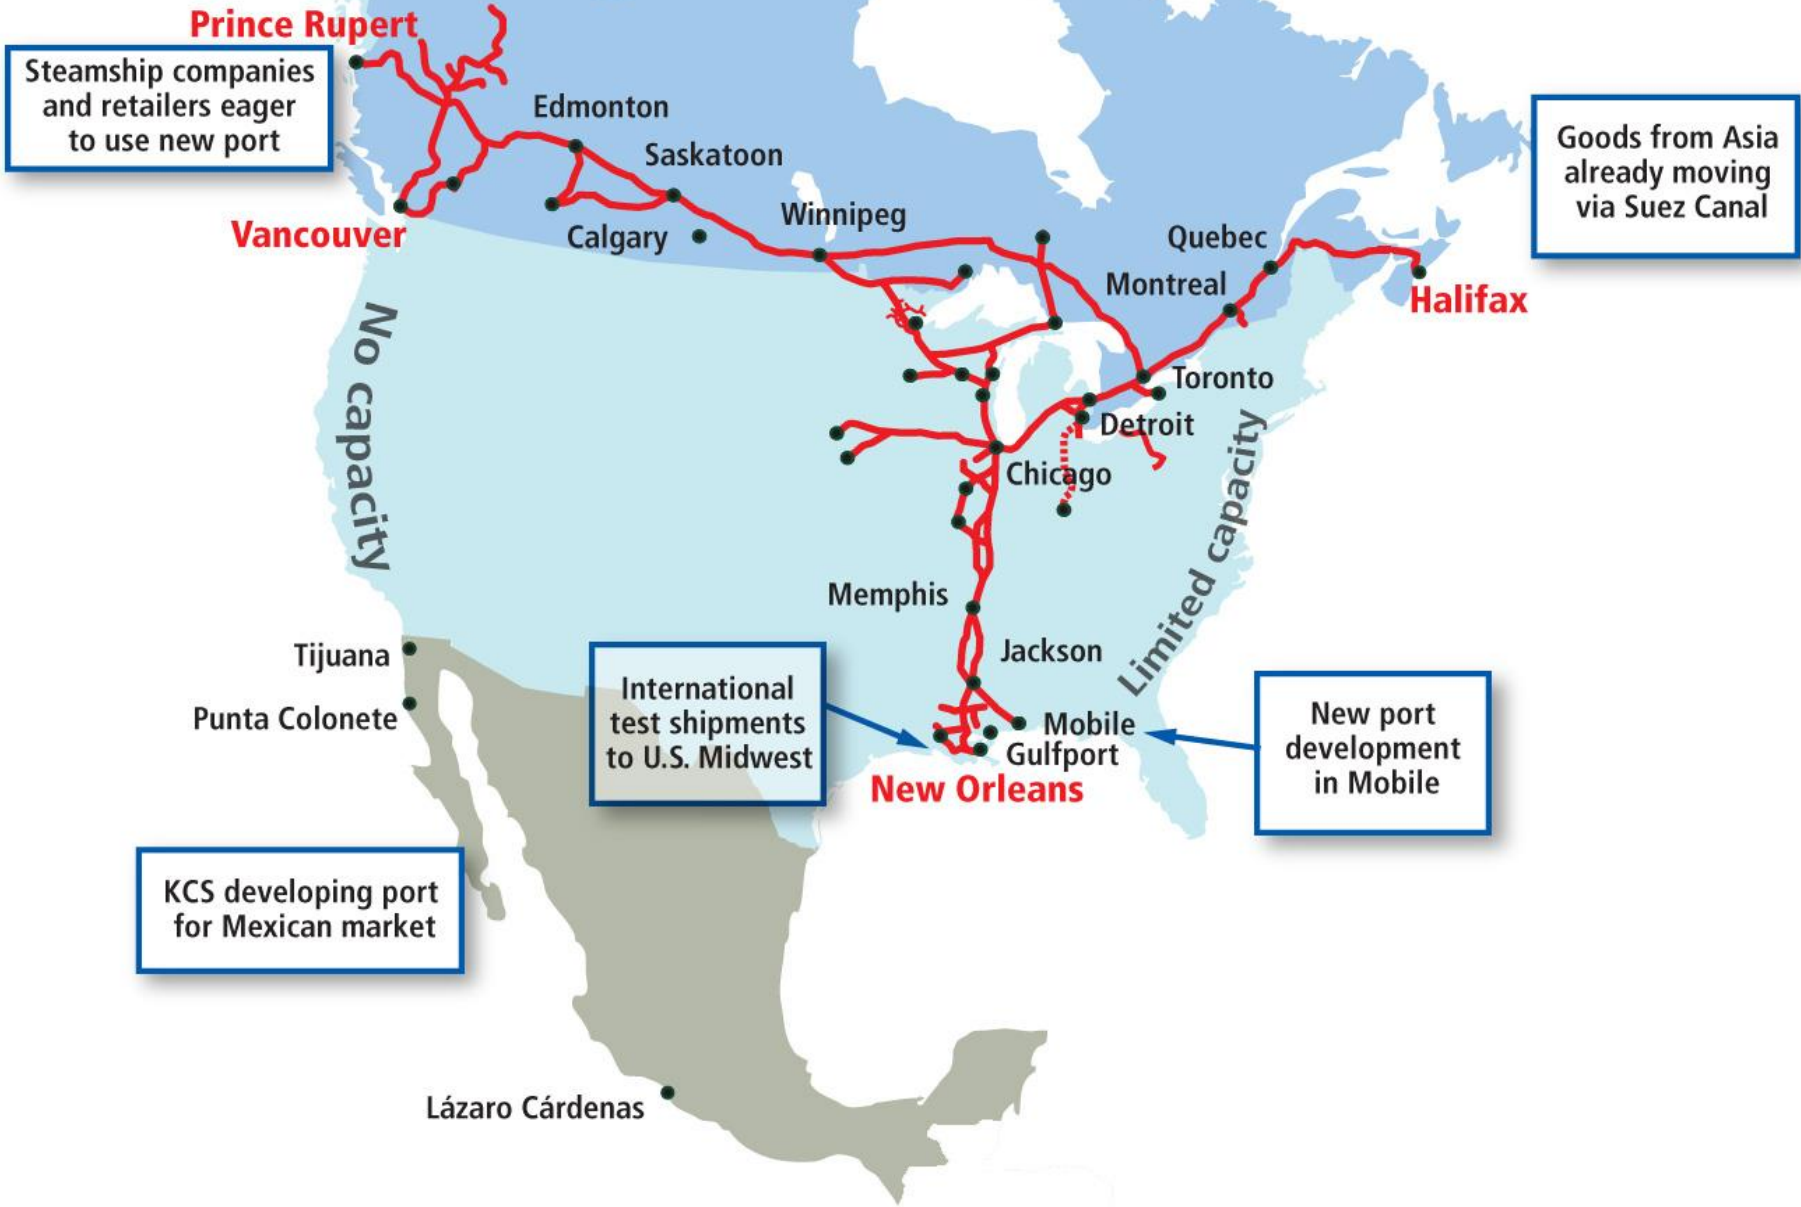 Prince Rupert
Steamship companies
and retailers eager
to use new port
Edmonton
Saskatoon
Goods from Asia
already moving
via Suez Canal
Winnipeg
Vancouver
Calgary
Quebec
Montreal
Halifax
No capacity
Toronto
Detroit
Chicago
Limited capacity
Memphis
Jackson
Tijuana
Punta Colonete
International
test shipments
to U.S. Midwest
Mobile
Gulfport
New Orleans
New port
development
in Mobile
KCS developing port
for Mexican market
Lázaro Cárdenas